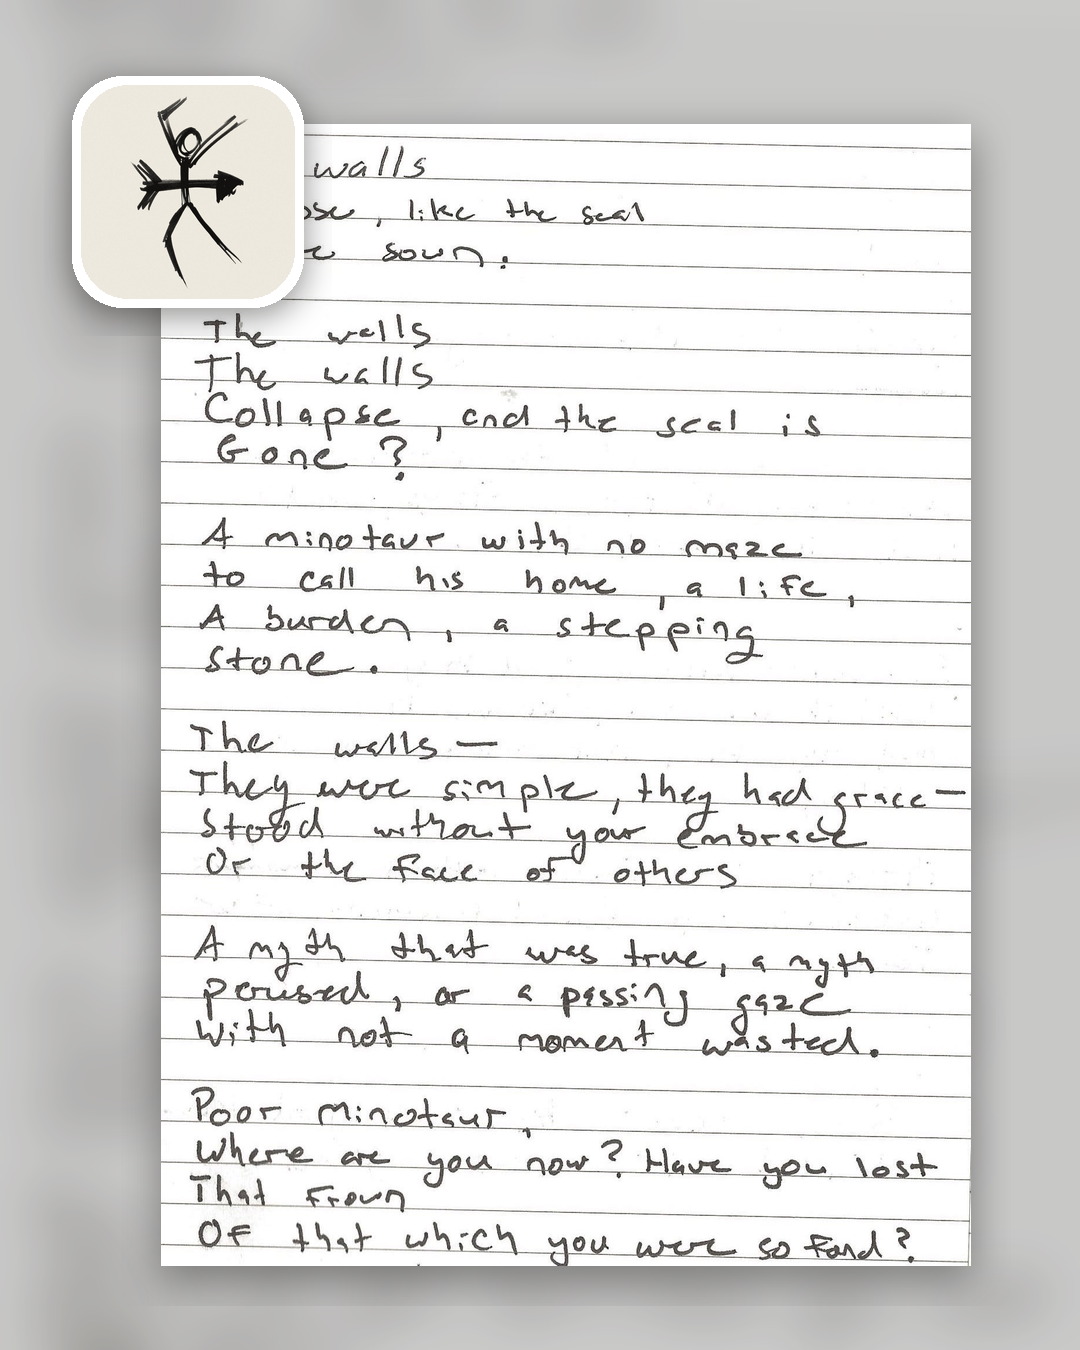 walls
, like the seal
soun.
The walls
The walls
Collapse, and the seal is
Gone?
A minotaur with no maze
to call his home, a life,
A burden, a stepping
stone.
The walls —
They were simple, they had grace —
Stood without your embrace
Or the face of others
A myth that was true, a myth
perused, or a passing gaze
With not a moment wasted.
Poor minotaur,
Where are you now? Have you lost
That frown
Of that which you were so fond?